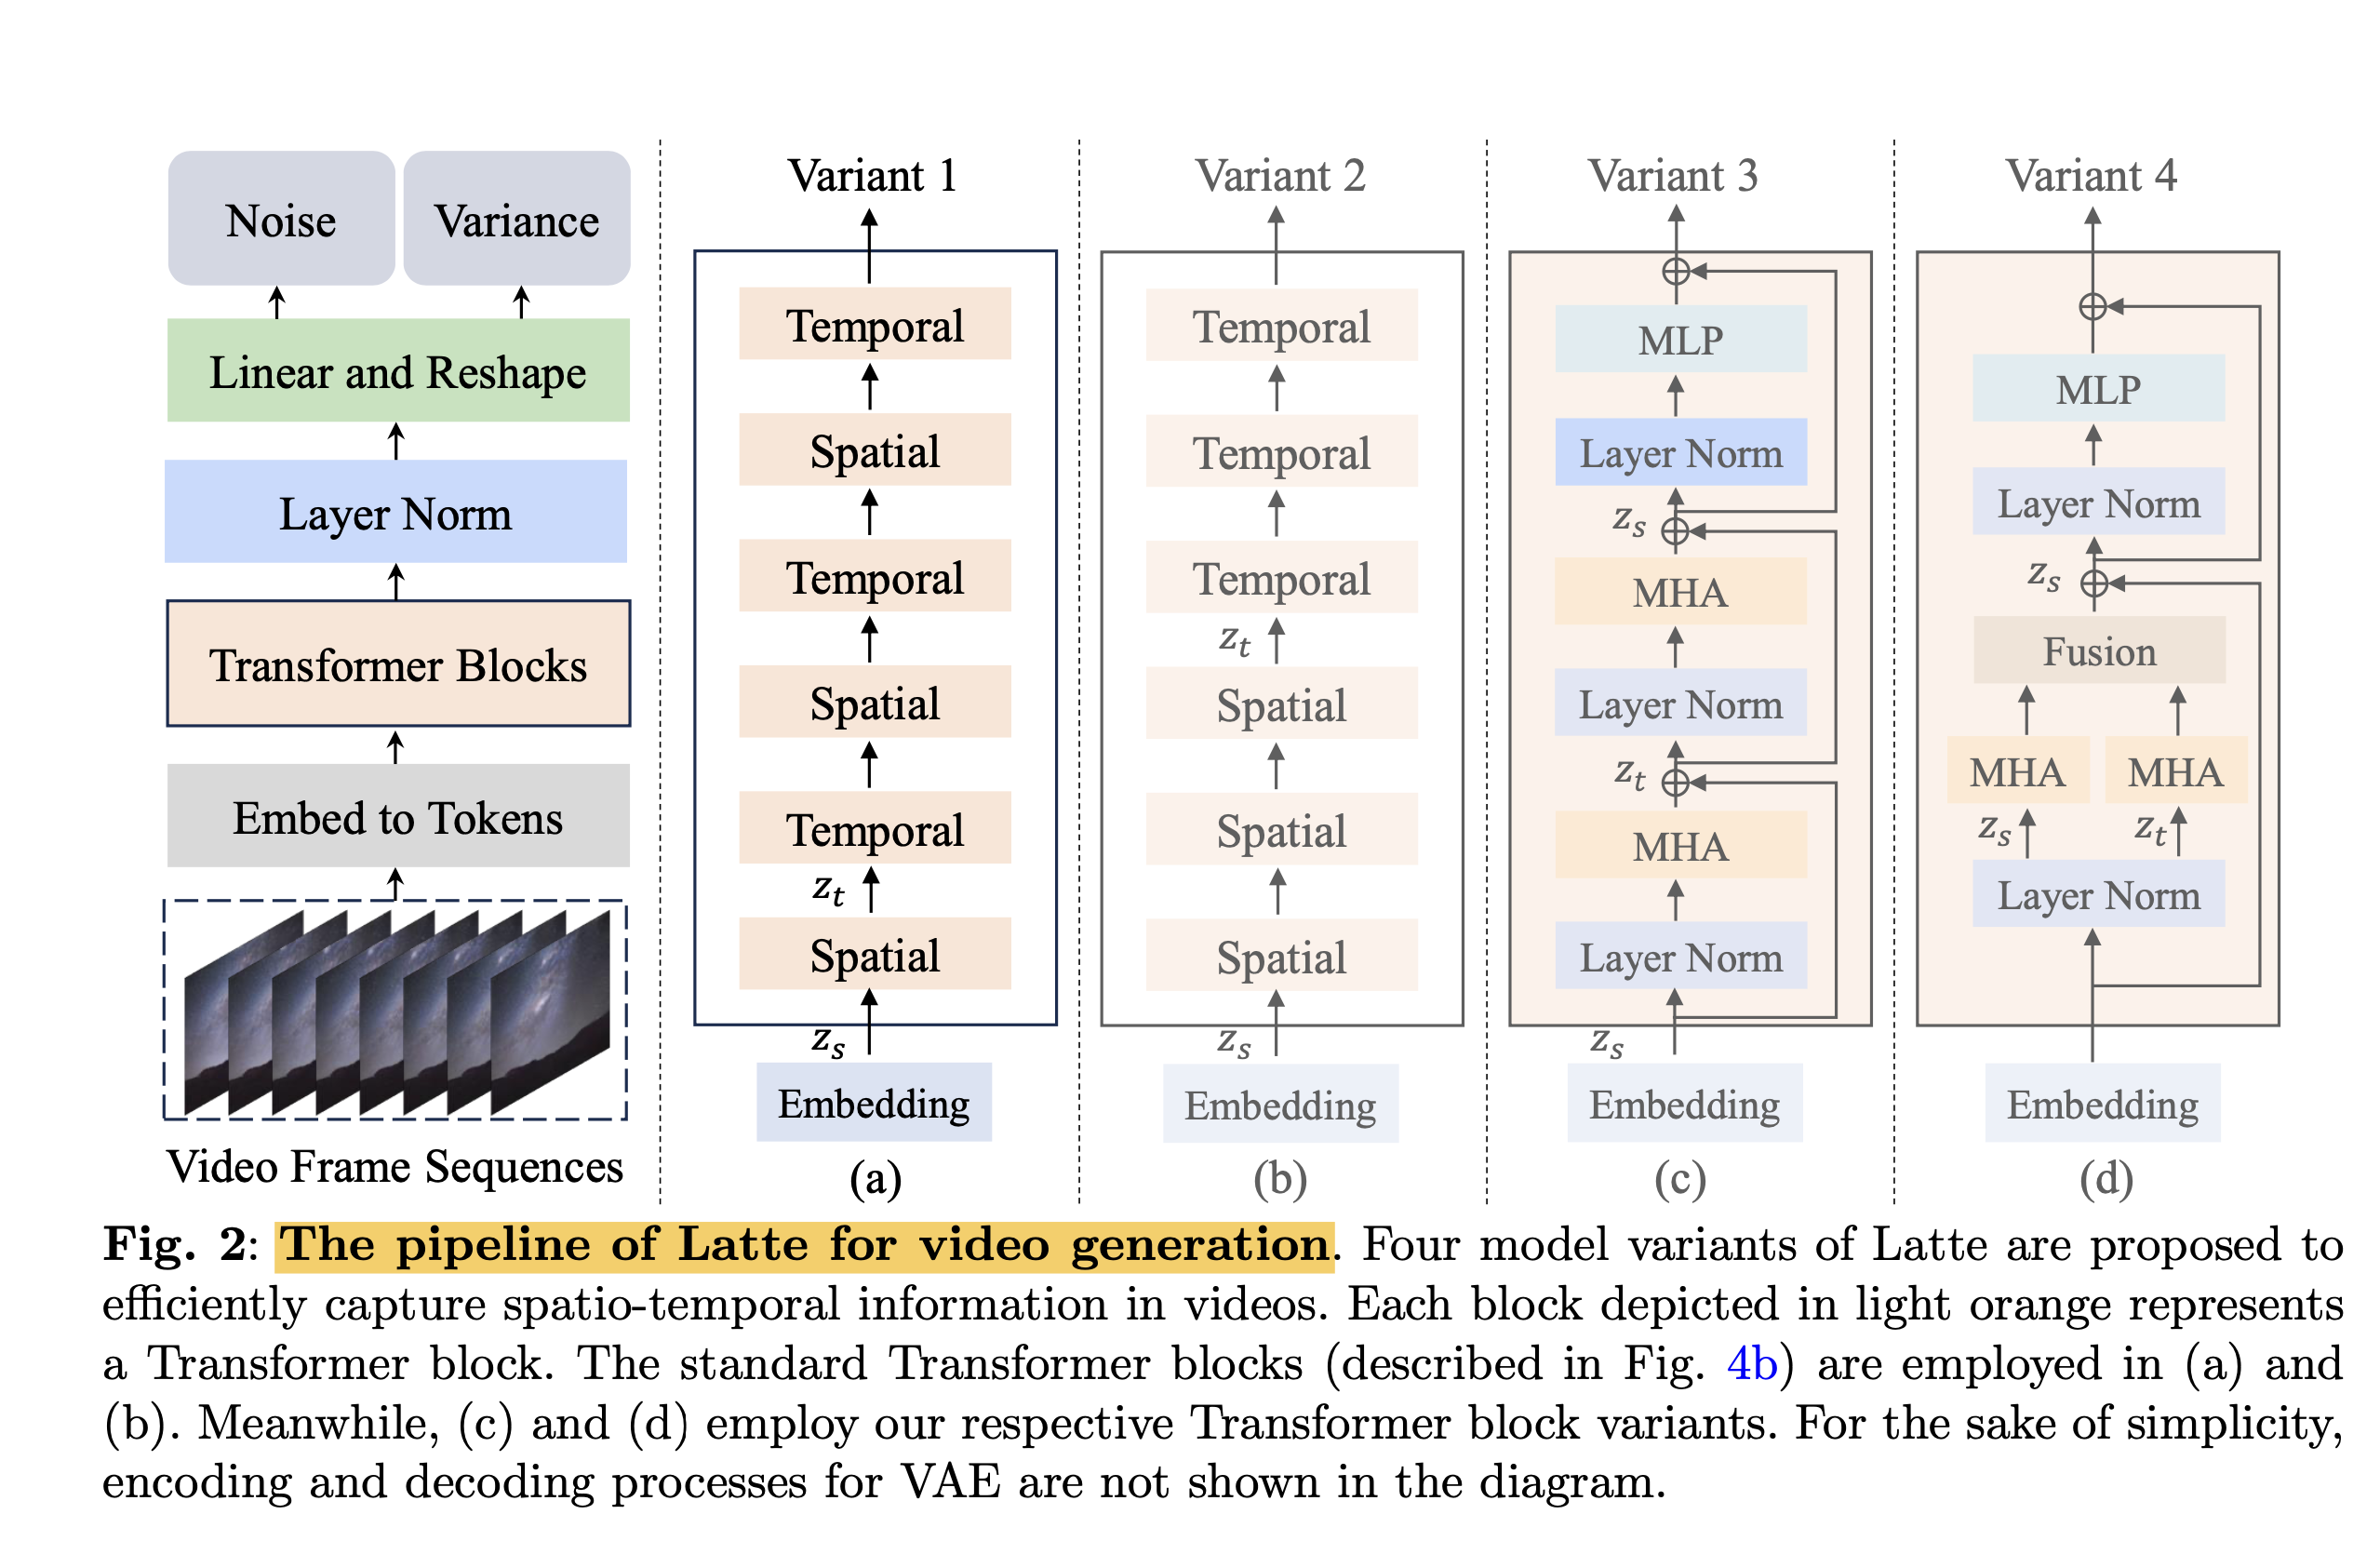 Noise
Variance
Linear and Reshape
Layer Norm
Transformer Blocks
Embed to Tokens
Video Frame Sequences
Variant 1
Temporal
Spatial
Temporal
Spatial
Temporal
z_t
Spatial
z_s
Embedding
(a)
Variant 2
Temporal
Temporal
Temporal
z_t
Spatial
Spatial
Spatial
z_s
Embedding
(b)
Variant 3
MLP
Layer Norm
z_s
MHA
Layer Norm
z_t
MHA
Layer Norm
z_s
Embedding
(c)
Variant 4
MLP
Layer Norm
z_s
Fusion
MHA MHA
z_s z_t
Layer Norm
Embedding
(d)
Fig. 2: The pipeline of Latte for video generation. Four model variants of Latte are proposed to
efficiently capture spatio-temporal information in videos. Each block depicted in light orange represents
a Transformer block. The standard Transformer blocks (described in Fig. 4b) are employed in (a) and
(b). Meanwhile, (c) and (d) employ our respective Transformer block variants. For the sake of simplicity,
encoding and decoding processes for VAE are not shown in the diagram.